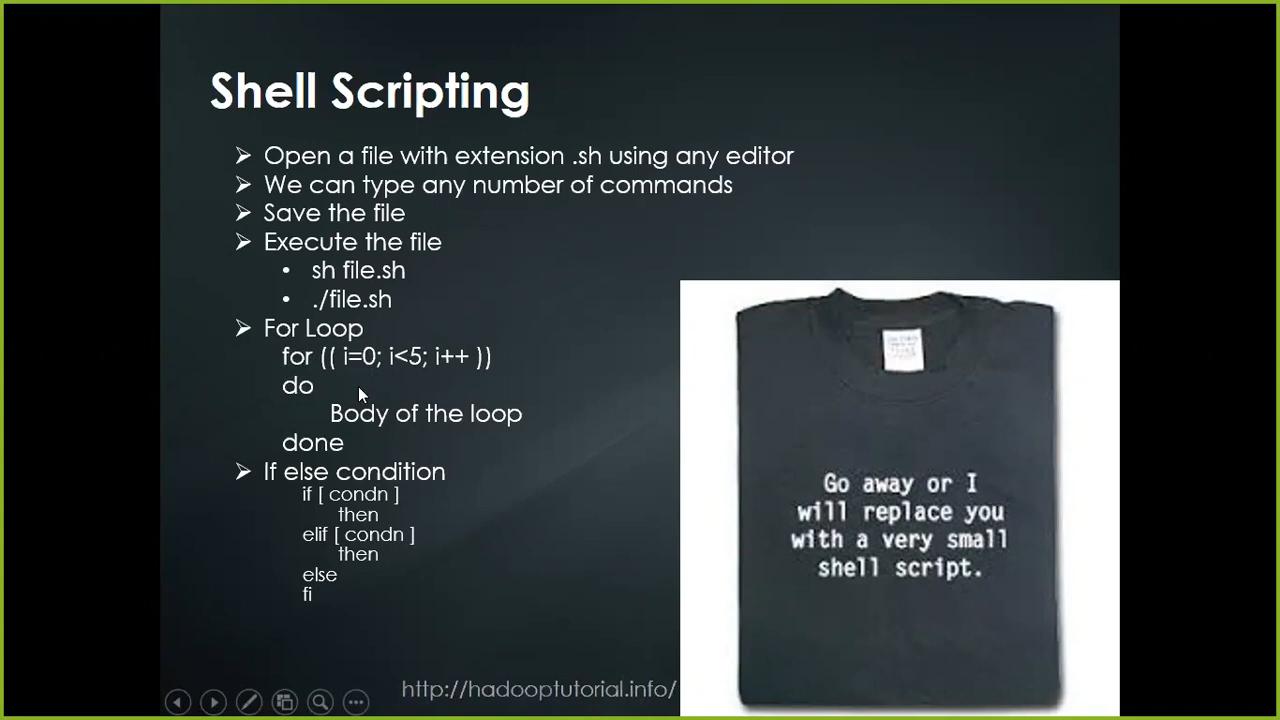 Shell Scripting
➢ Open a file with extension .sh using any editor
➢ We can type any number of commands
➢ Save the file
➢ Execute the file
• sh file.sh
• ./file.sh
➢ For Loop
for (( i=0; i<5; i++ ))
do
Body of the loop
done
➢ If else condition
if [ condn ]
then
elif [ condn ]
then
else
fi
Go away or I
will replace you
with a very small
shell script.
http://hadooptutorial.info/